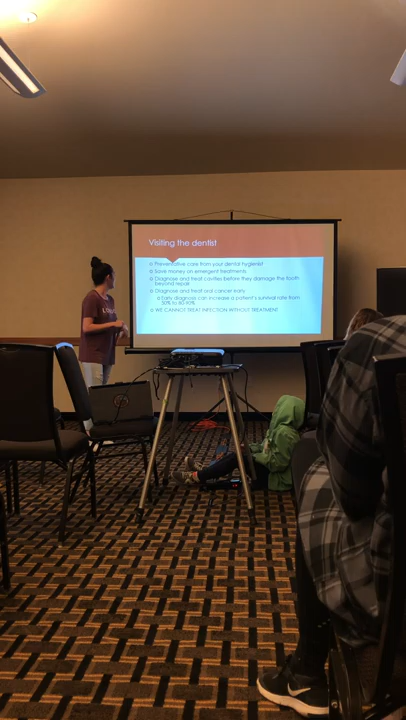 Visiting the dentist
Preventative care from your dental hygienist
Save money on emergent treatments
Diagnose and treat cavities before they damage the tooth
beyond repair
Diagnose and treat oral cancer early
Early diagnosis can increase a patient's survival rate from
50% to 80-90%
WE CANNOT TREAT INFECTION WITHOUT TREATMENT